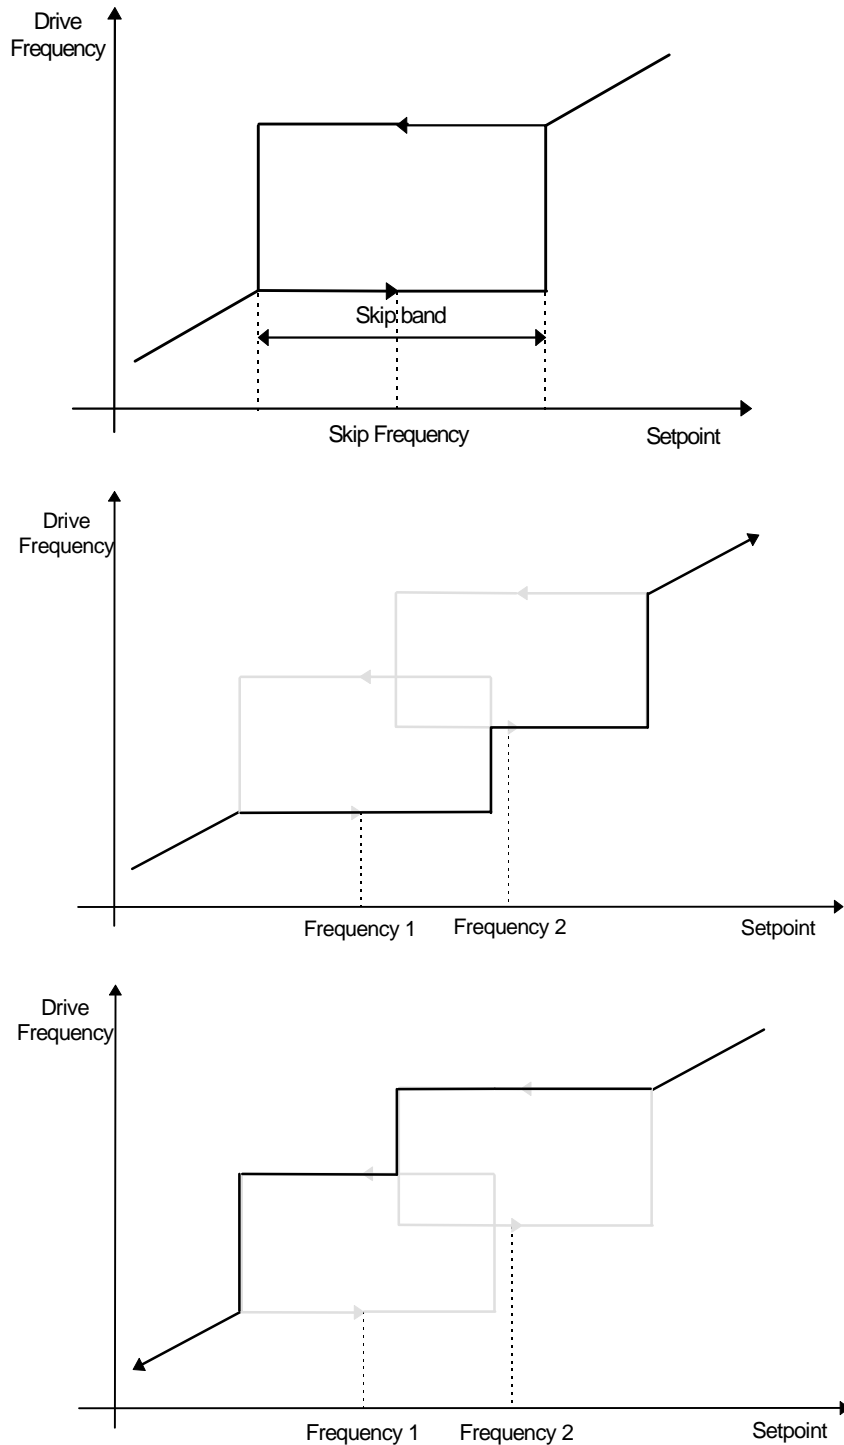 Drive
Frequency
Skip band
Skip Frequency
Setpoint
Drive
Frequency
Frequency 1
Frequency 2
Setpoint
Drive
Frequency
Frequency 1
Frequency 2
Setpoint